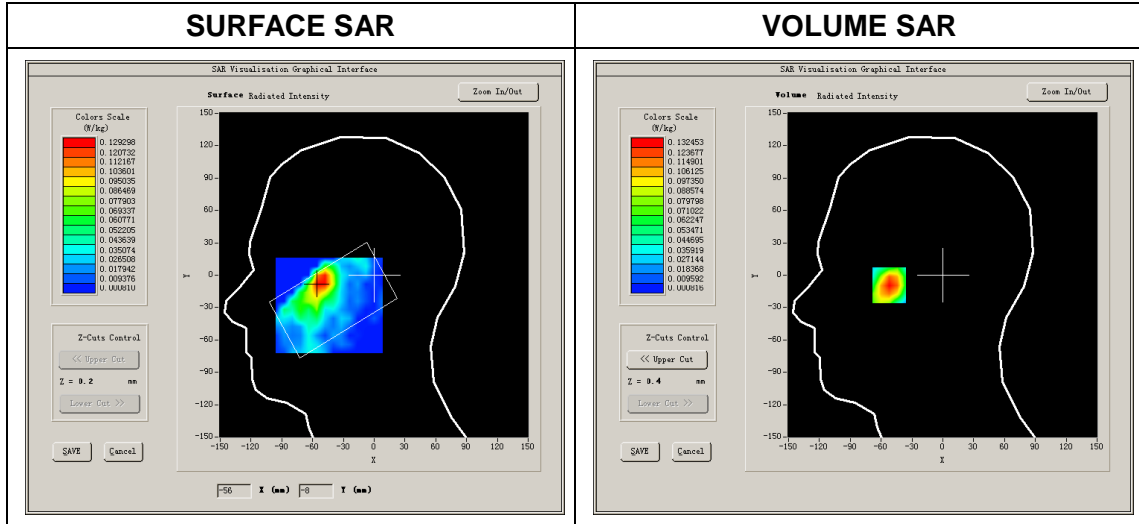 SURFACE SAR
SAR Visualisation Graphical Interface
Surface Radiated Intensity
Zoom In/Out
Colors Scale
(W/kg)
0.129298
0.120732
0.112167
0.103601
0.095035
0.086469
0.077903
0.069337
0.060771
0.052205
0.043639
0.035074
0.026508
0.017942
0.009376
0.000810
150
120
90
60
30
0
-30
-60
-90
-120
-150
Y
-150 -120 -90 -60 -30 0 30 60 90 120 150
X
Z-Cuts Control
<< Upper Cut
Z = 0.2 mm
Lower Cut >>
SAVE Cancel
-56 X (mm) -8 Y (mm)
VOLUME SAR
SAR Visualisation Graphical Interface
Volume Radiated Intensity
Zoom In/Out
Colors Scale
(W/kg)
0.132453
0.123677
0.114901
0.106125
0.097350
0.088574
0.079798
0.071022
0.062247
0.053471
0.044695
0.035919
0.027144
0.018368
0.009592
0.000816
150
120
90
60
30
0
-30
-60
-90
-120
-150
Y
-150 -120 -90 -60 -30 0 30 60 90 120 150
X
Z-Cuts Control
<< Upper Cut
Z = 0.4 mm
Lower Cut >>
SAVE Cancel